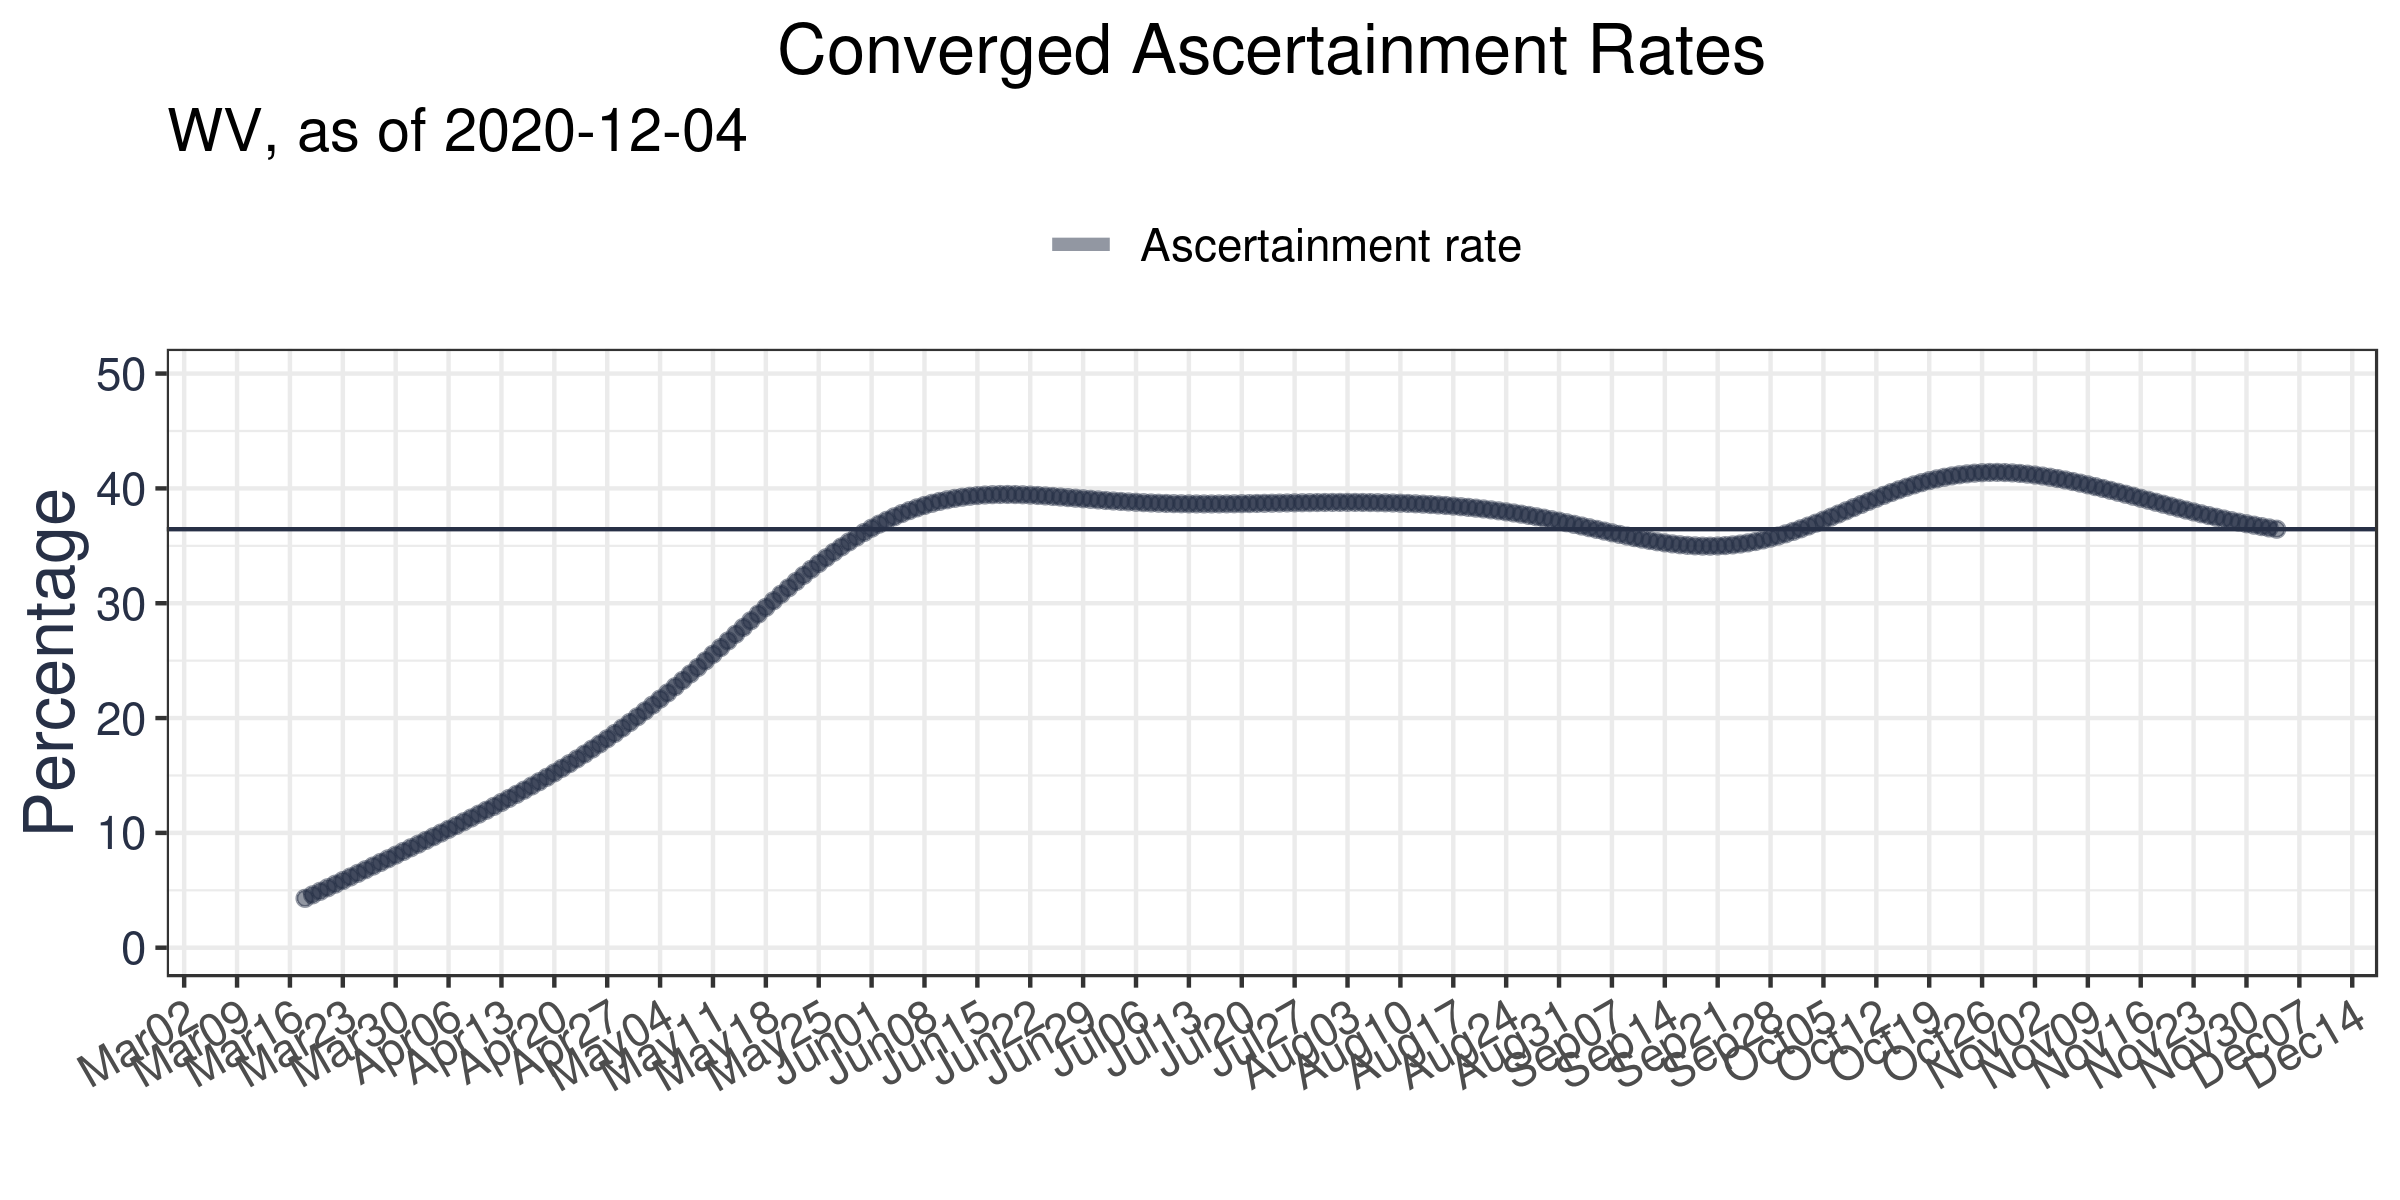 Converged Ascertainment Rates
WV, as of 2020-12-04
Ascertainment rate
Percentage
50
40
30
20
10
0
Mar02
Mar09
Mar16
Mar23
Mar30
Apr06
Apr13
Apr20
Apr27
May04
May11
May18
May25
Jun01
Jun08
Jun15
Jun22
Jun29
Jul06
Jul13
Jul20
Jul27
Aug03
Aug10
Aug17
Aug24
Aug31
Sep07
Sep14
Sep21
Sep28
Oct05
Oct12
Oct19
Oct26
Nov02
Nov09
Nov16
Nov23
Nov30
Dec07
Dec14